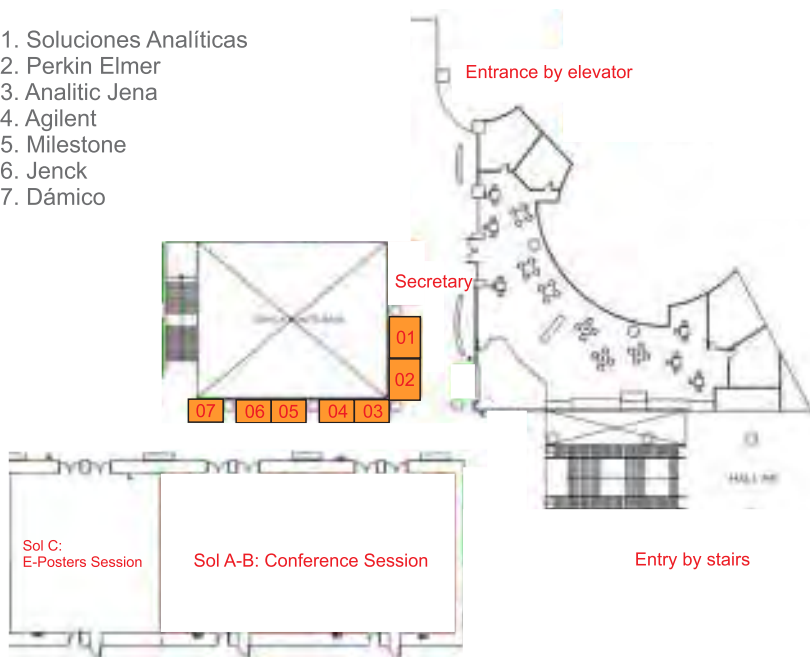 1. Soluciones Analíticas
2. Perkin Elmer
3. Analitic Jena
4. Agilent
5. Milestone
6. Jenck
7. Dámico
Entrance by elevator
Secretary
01
02
07
06
05
04
03
HALL
Sol C:
E-Posters Session
Sol A-B: Conference Session
Entry by stairs